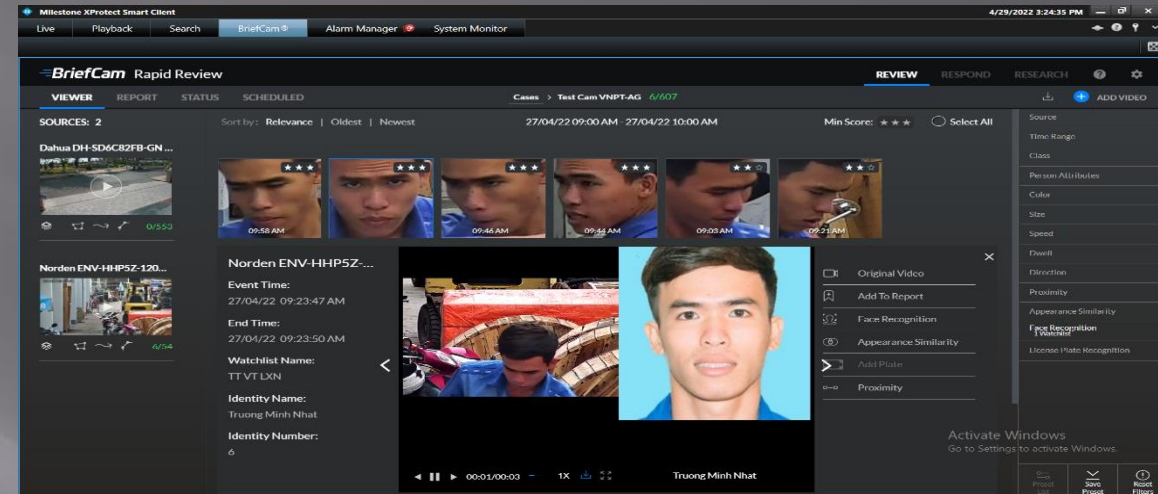 Milestone XProtect Smart Client
4/29/2022 3:24:35 PM
Live Playback Search BriefCam® Alarm Manager System Monitor
BriefCam Rapid Review
REVIEW RESPOND RESEARCH
VIEWER REPORT STATUS SCHEDULED
Cases > Test Cam VNPT-AG 6/607
ADD VIDEO
SOURCES: 2
Sort by: Relevance | Oldest | Newest
27/04/22 09:00 AM - 27/04/22 10:00 AM
Min Score: ★ ★ ★
Select All
Dahua DH-SD6C82FB-GN ...
0/553
Norden ENV-HHP5Z-120...
6/54
09:58 AM
09:46 AM
09:44 AM
09:03 AM
09:21 AM
Norden ENV-HHP5Z-...
Event Time:
27/04/22 09:23:47 AM
End Time:
27/04/22 09:23:50 AM
Watchlist Name:
TT VT LXN
Identity Name:
Truong Minh Nhat
Identity Number:
6
00:01/00:03 1X
Truong Minh Nhat
Original Video
Add To Report
Face Recognition
Appearance Similarity
Add Plate
Proximity
Source
Time Range
Class
Person Attributes
Color
Size
Speed
Dwell
Direction
Proximity
Appearance Similarity
Face Recognition
1 Watchlist
License Plate Recognition
Activate Windows
Go to Settings to activate Windows.
Preset List
Save Preset
Reset Filters